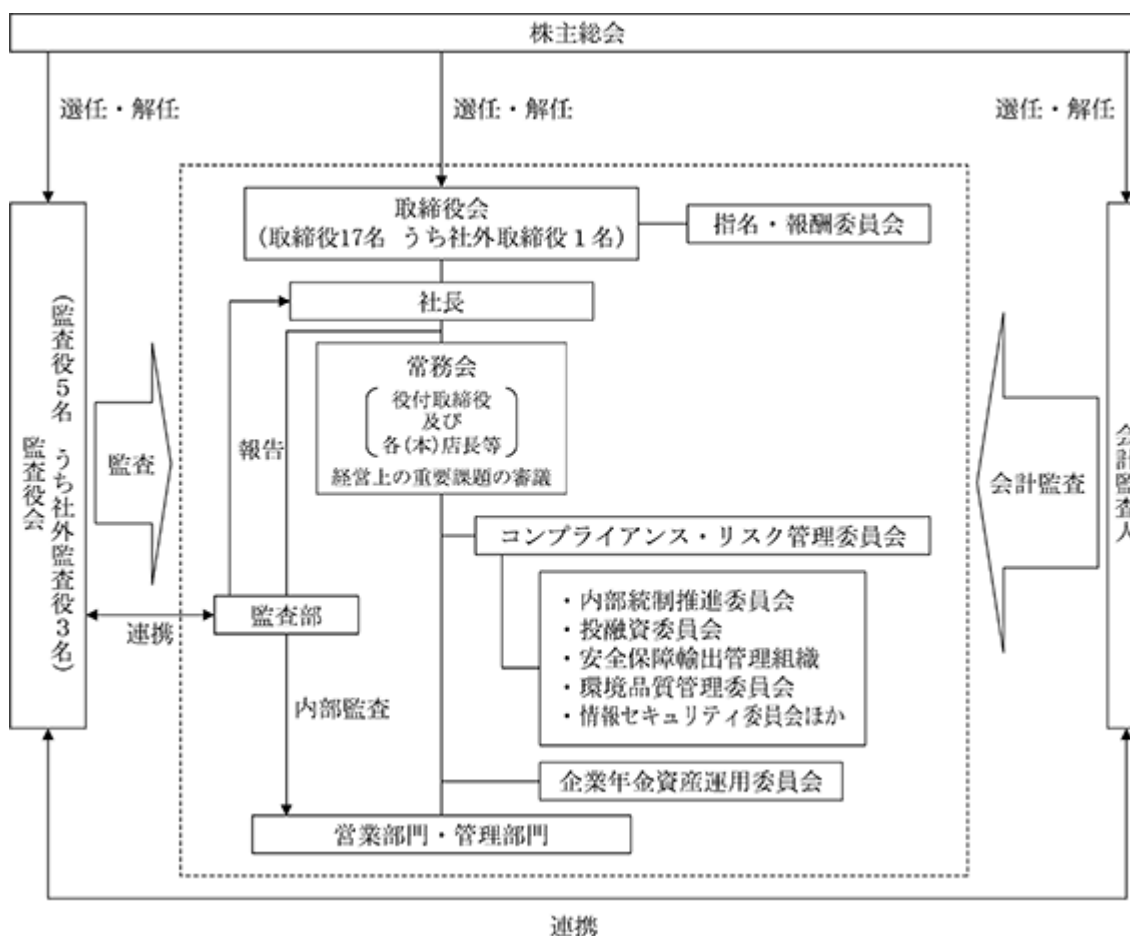 株主総会
選任・解任
選任・解任
選任・解任
取締役会
(取締役17名 うち社外取締役1名)
指名・報酬委員会
社長
常務会
役付取締役
及び
各(本)店長等
経営上の重要課題の審議
報告
監査役会
(監査役5名 うち社外監査役3名)
監査
会計監査
会計監査人
コンプライアンス・リスク管理委員会
・内部統制推進委員会
・投融資委員会
・安全保障輸出管理組織
・環境品質管理委員会
・情報セキュリティ委員会ほか
監査部
連携
内部監査
企業年金資産運用委員会
営業部門・管理部門
連携